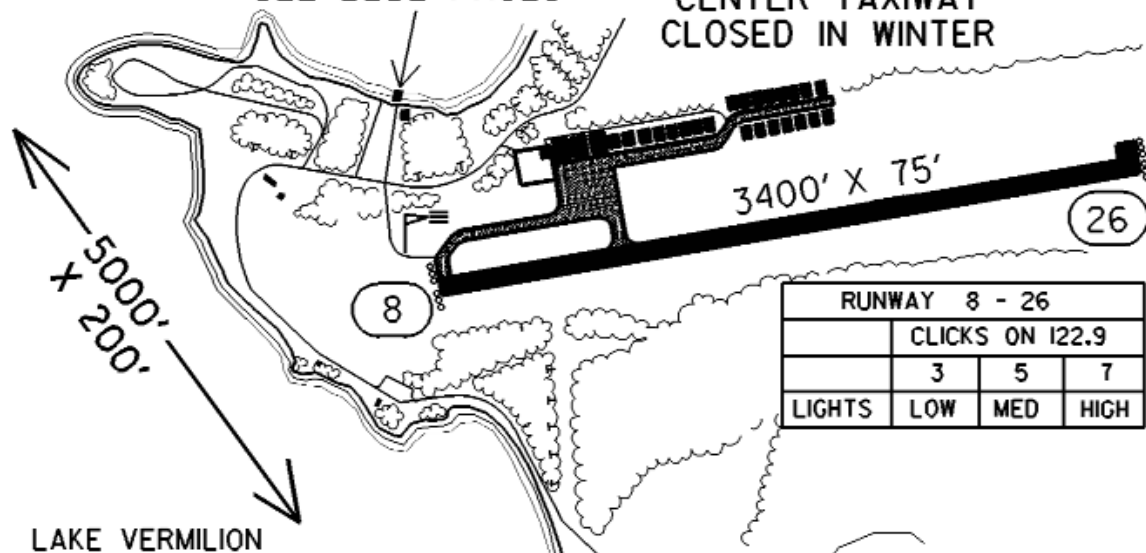 CENTER TAXIWAY
CLOSED IN WINTER
3400' X 75'
26
8
5000'
X 200'
RUNWAY 8 - 26
CLICKS ON 122.9
3 5 7
LIGHTS LOW MED HIGH
LAKE VERMILION